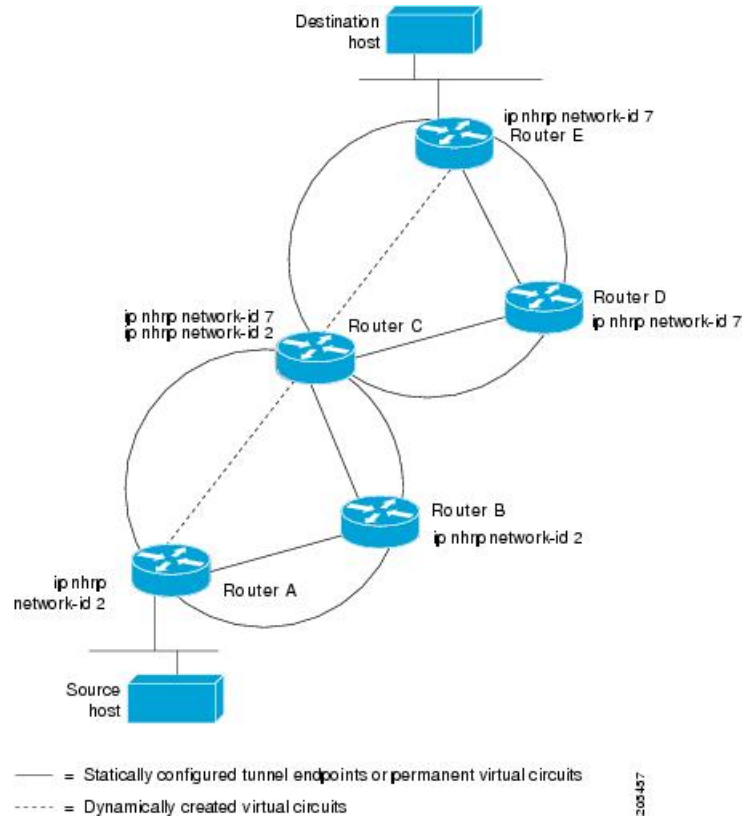 Destination
host
ip nhrp network-id 7
Router E
ip nhrp network-id 7
ip nhrp network-id 2
Router C
Router D
ip nhrp network-id 7
Router B
ip nhrp network-id 2
ip nhrp
network-id 2
Router A
Source
host
= Statically configured tunnel endpoints or permanent virtual circuits
= Dynamically created virtual circuits